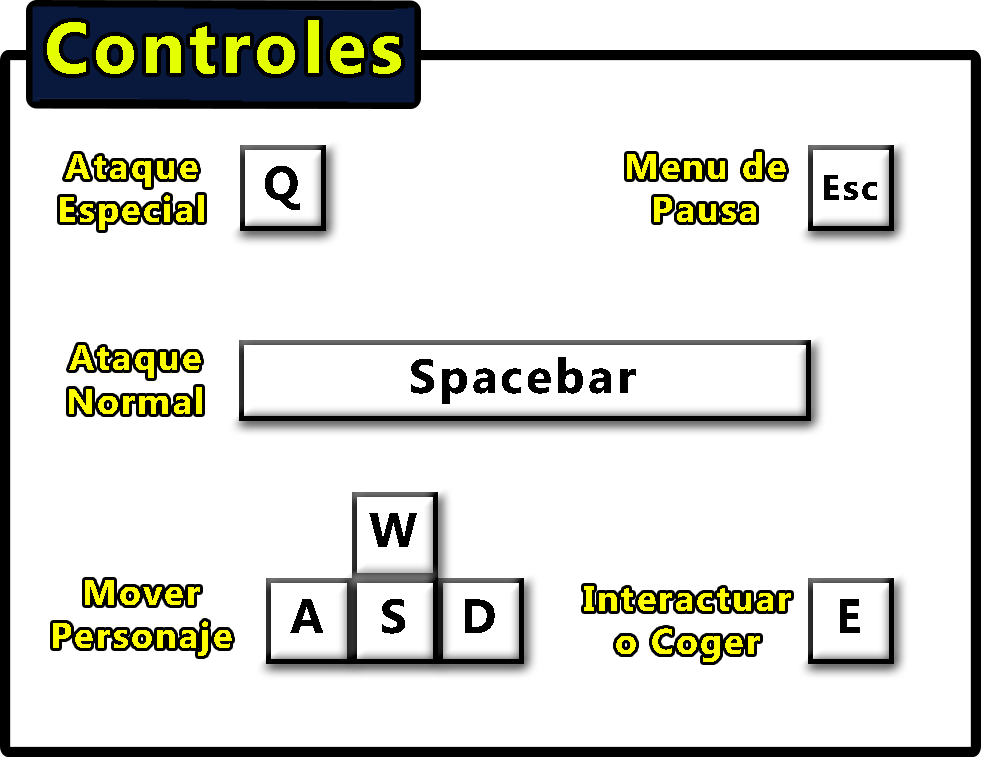 Controles
Ataque
Especial
Q
Menu de
Pausa
Esc
Ataque
Normal
Spacebar
W
Mover
Personaje
A S D
Interactuar
o Coger
E